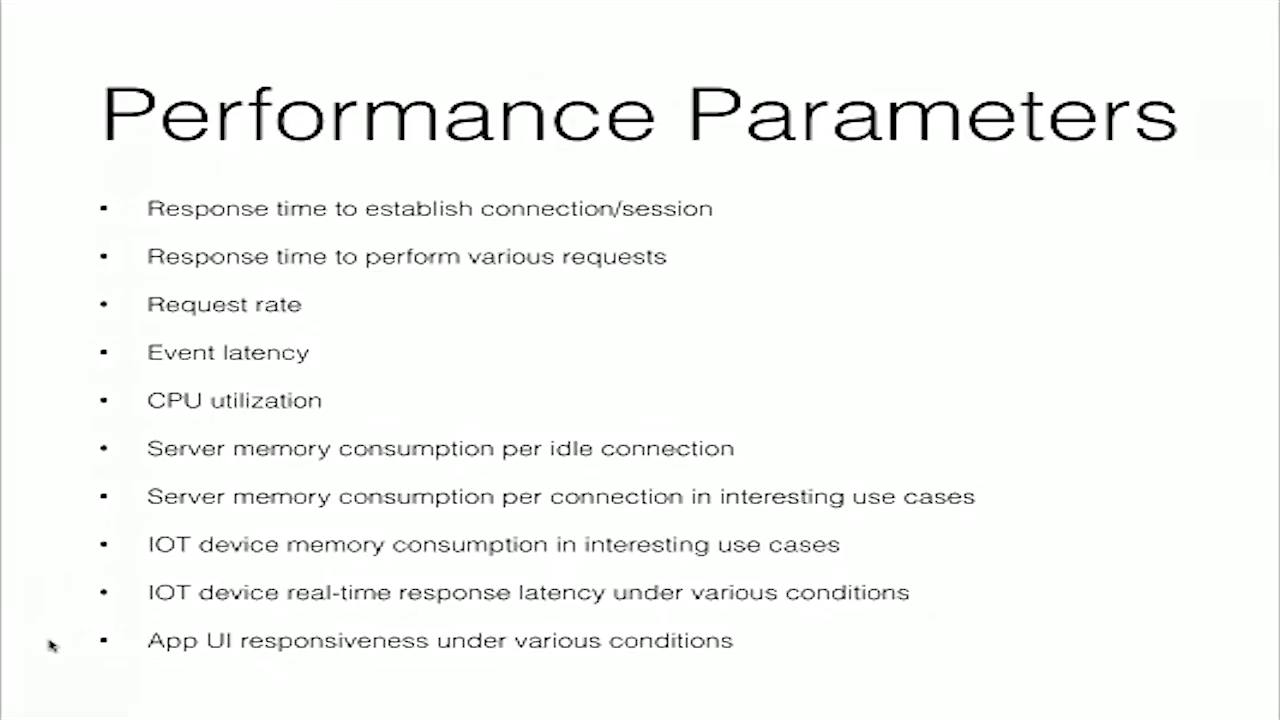 Performance Parameters
• Response time to establish connection/session
• Response time to perform various requests
• Request rate
• Event latency
• CPU utilization
• Server memory consumption per idle connection
• Server memory consumption per connection in interesting use cases
• IOT device memory consumption in interesting use cases
• IOT device real-time response latency under various conditions
• App UI responsiveness under various conditions